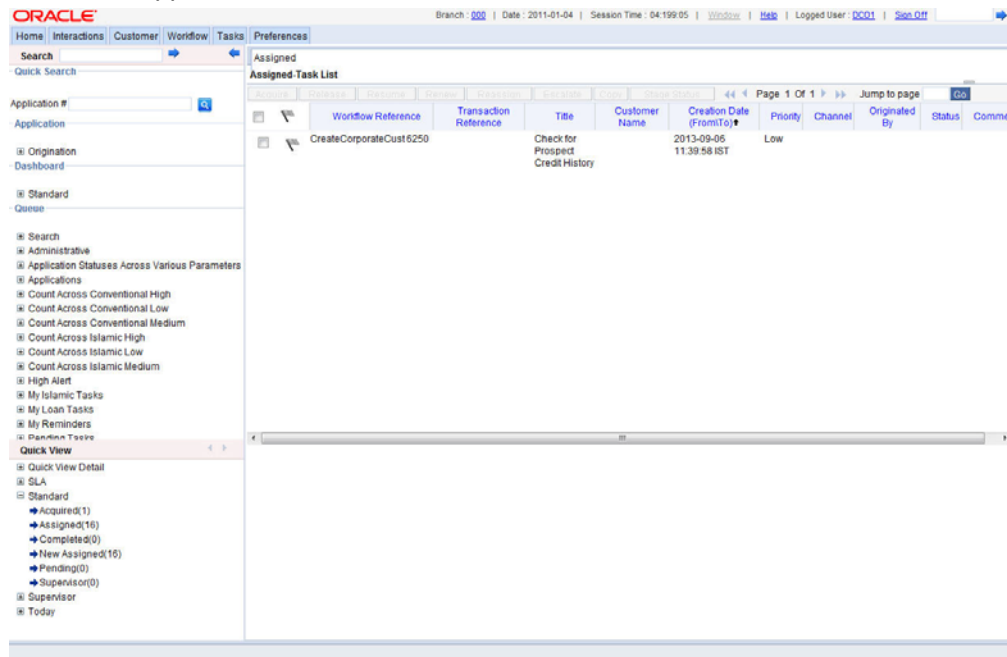 ORACLE
Branch : 000 | Date : 2011-01-04 | Session Time : 04:199:05 | Window | Help | Logged User : DCO1 | Sign Off
Home Interactions Customer Workflow Tasks Preferences
Search
Quick Search
Application #
Application
Origination
Dashboard
Standard
Queue
Search
Administrative
Application Statuses Across Various Parameters
Applications
Count Across Conventional High
Count Across Conventional Low
Count Across Conventional Medium
Count Across Islamic High
Count Across Islamic Low
Count Across Islamic Medium
High Alert
My Islamic Tasks
My Loan Tasks
My Reminders
Pending Tasks
Quick View
Quick View Detail
SLA
Standard
Acquired(1)
Assigned(16)
Completed(0)
New Assigned(16)
Pending(0)
Supervisor(0)
Supervisor
Today
Assigned
Assigned-Task List
Acquire Release Resume Renew Reassign Escalate Copy Stage Status Page 1 Of 1 Jump to page Go
Workflow Reference Transaction Reference Title Customer Name Creation Date (From\To) Priority Channel Originated By Status Comme
CreateCorporateCust6250 Check for Prospect Credit History 2013-09-06 11:39:58 IST Low